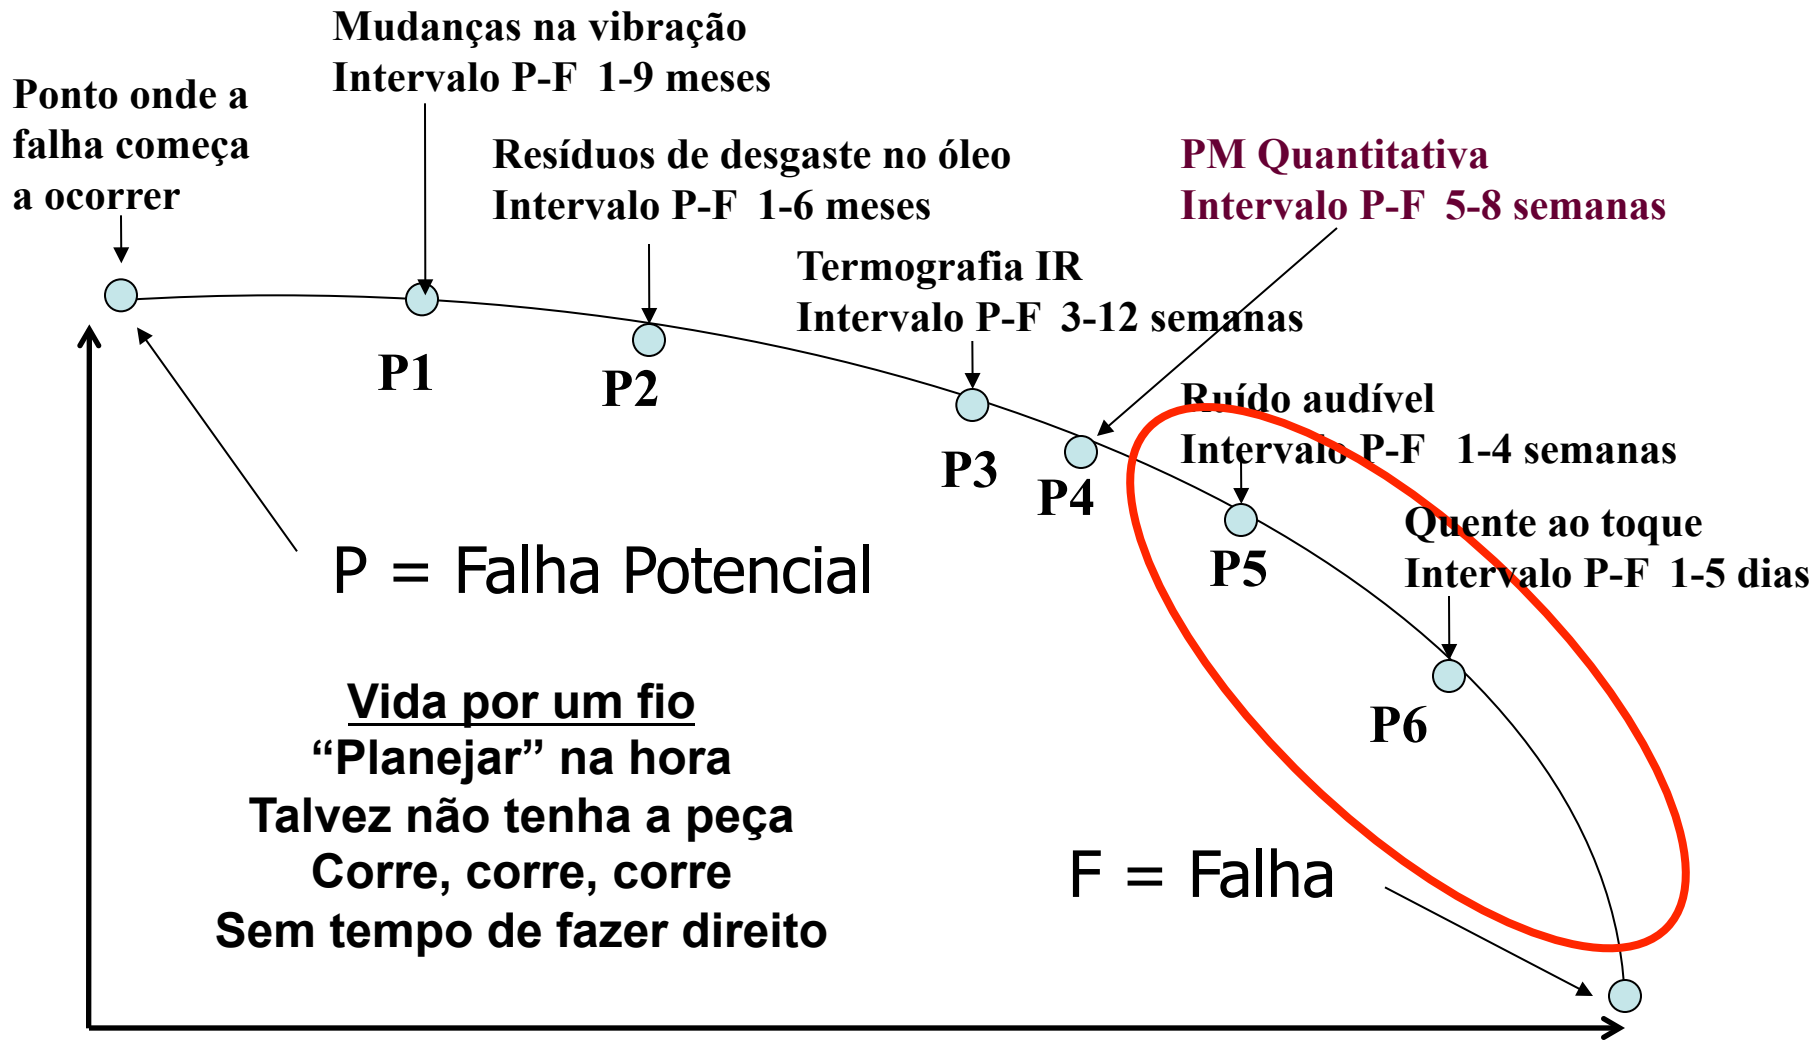 Mudanças na vibração
Intervalo P-F 1-9 meses
Ponto onde a
falha começa
a ocorrer
Resíduos de desgaste no óleo
Intervalo P-F 1-6 meses
PM Quantitativa
Intervalo P-F 5-8 semanas
Termografia IR
Intervalo P-F 3-12 semanas
P1
P2
Ruído audível
Intervalo P-F 1-4 semanas
P3
P4
Quente ao toque
Intervalo P-F 1-5 dias
P5
P = Falha Potencial
P6
Vida por um fio
“Planejar” na hora
Talvez não tenha a peça
Corre, corre, corre
Sem tempo de fazer direito
F = Falha